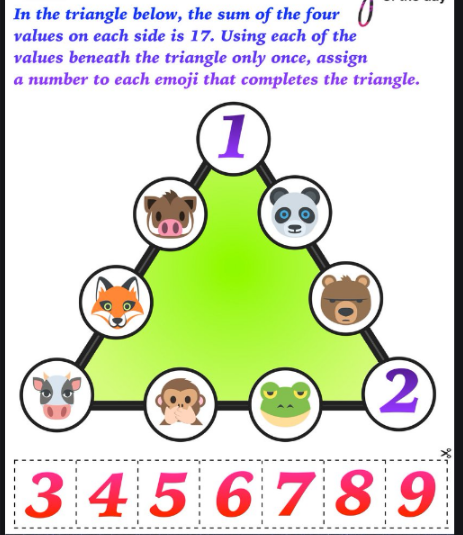 In the triangle below, the sum of the four
values on each side is 17. Using each of the
values beneath the triangle only once, assign
a number to each emoji that completes the triangle.
1
2
3 4 5 6 7 8 9